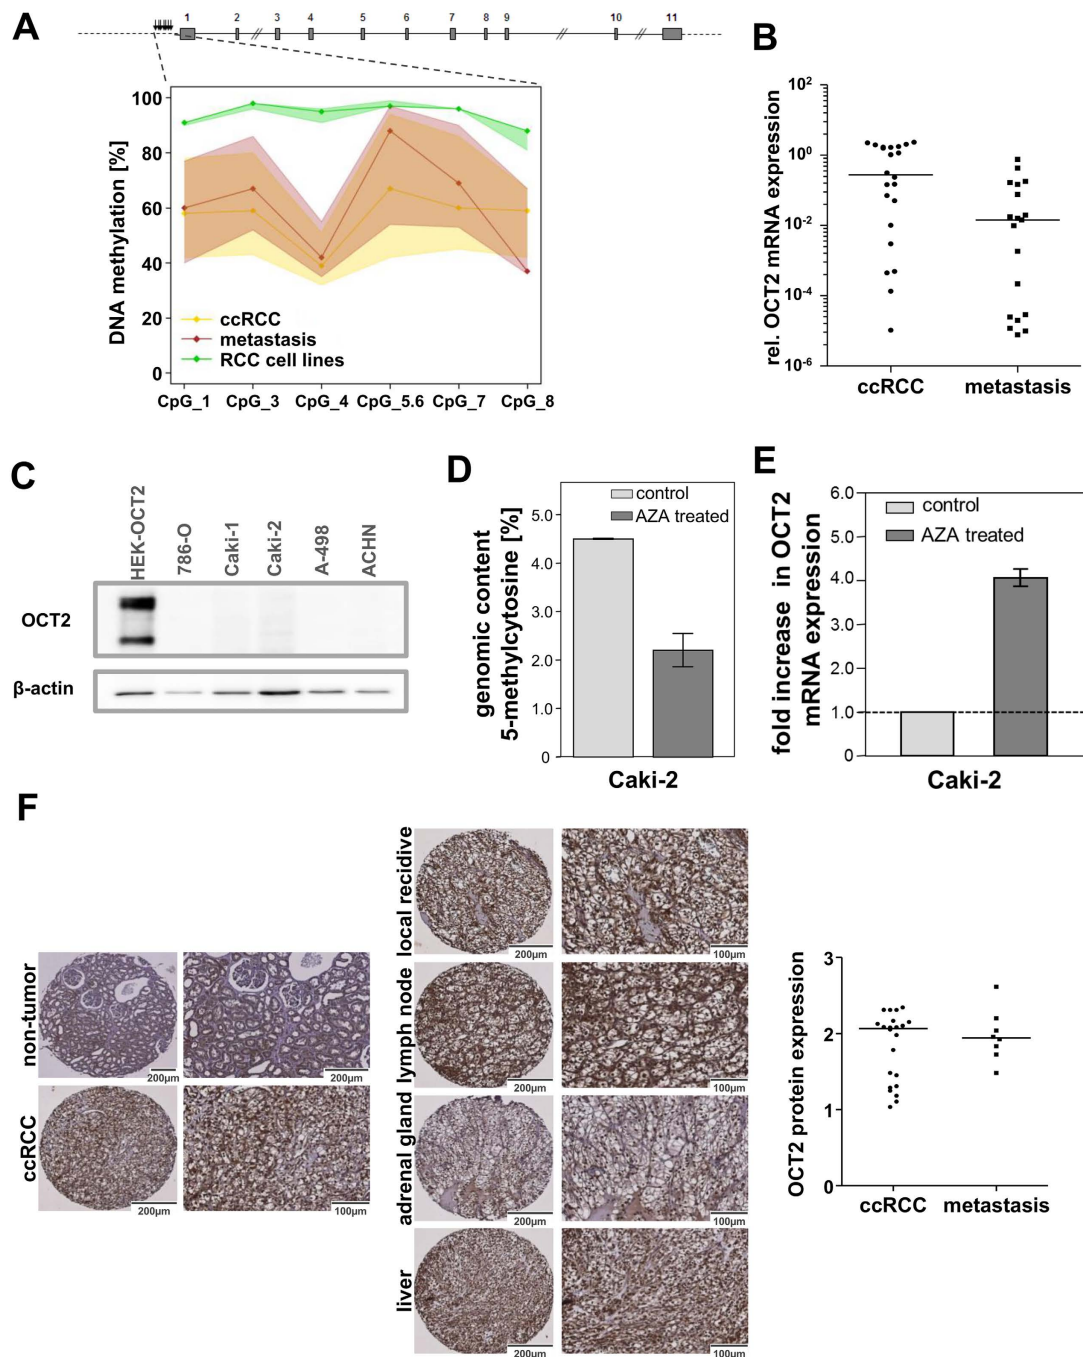 A
1 2 3 4 5 6 7 8 9 10 11
DNA methylation [%]
100
80
60
40
20
0
ccRCC
metastasis
RCC cell lines
CpG_1 CpG_3 CpG_4 CpG_5.6 CpG_7 CpG_8
B
rel. OCT2 mRNA expression
10^2
10^0
10^-2
10^-4
10^-6
ccRCC metastasis
C
HEK-OCT2
786-O
Caki-1
Caki-2
A-498
ACHN
OCT2
β-actin
D
genomic content
5-methylcytosine [%]
control
AZA treated
5.0
4.0
3.0
2.0
1.0
0
Caki-2
E
fold increase in OCT2
mRNA expression
control
AZA treated
6.0
5.0
4.0
3.0
2.0
1.0
0
Caki-2
F
non-tumor
200µm 200µm
ccRCC
200µm 100µm
local recidive
200µm 100µm
lymph node
200µm 100µm
adrenal gland
200µm 100µm
liver
OCT2 protein expression
3
2
1
0
ccRCC metastasis